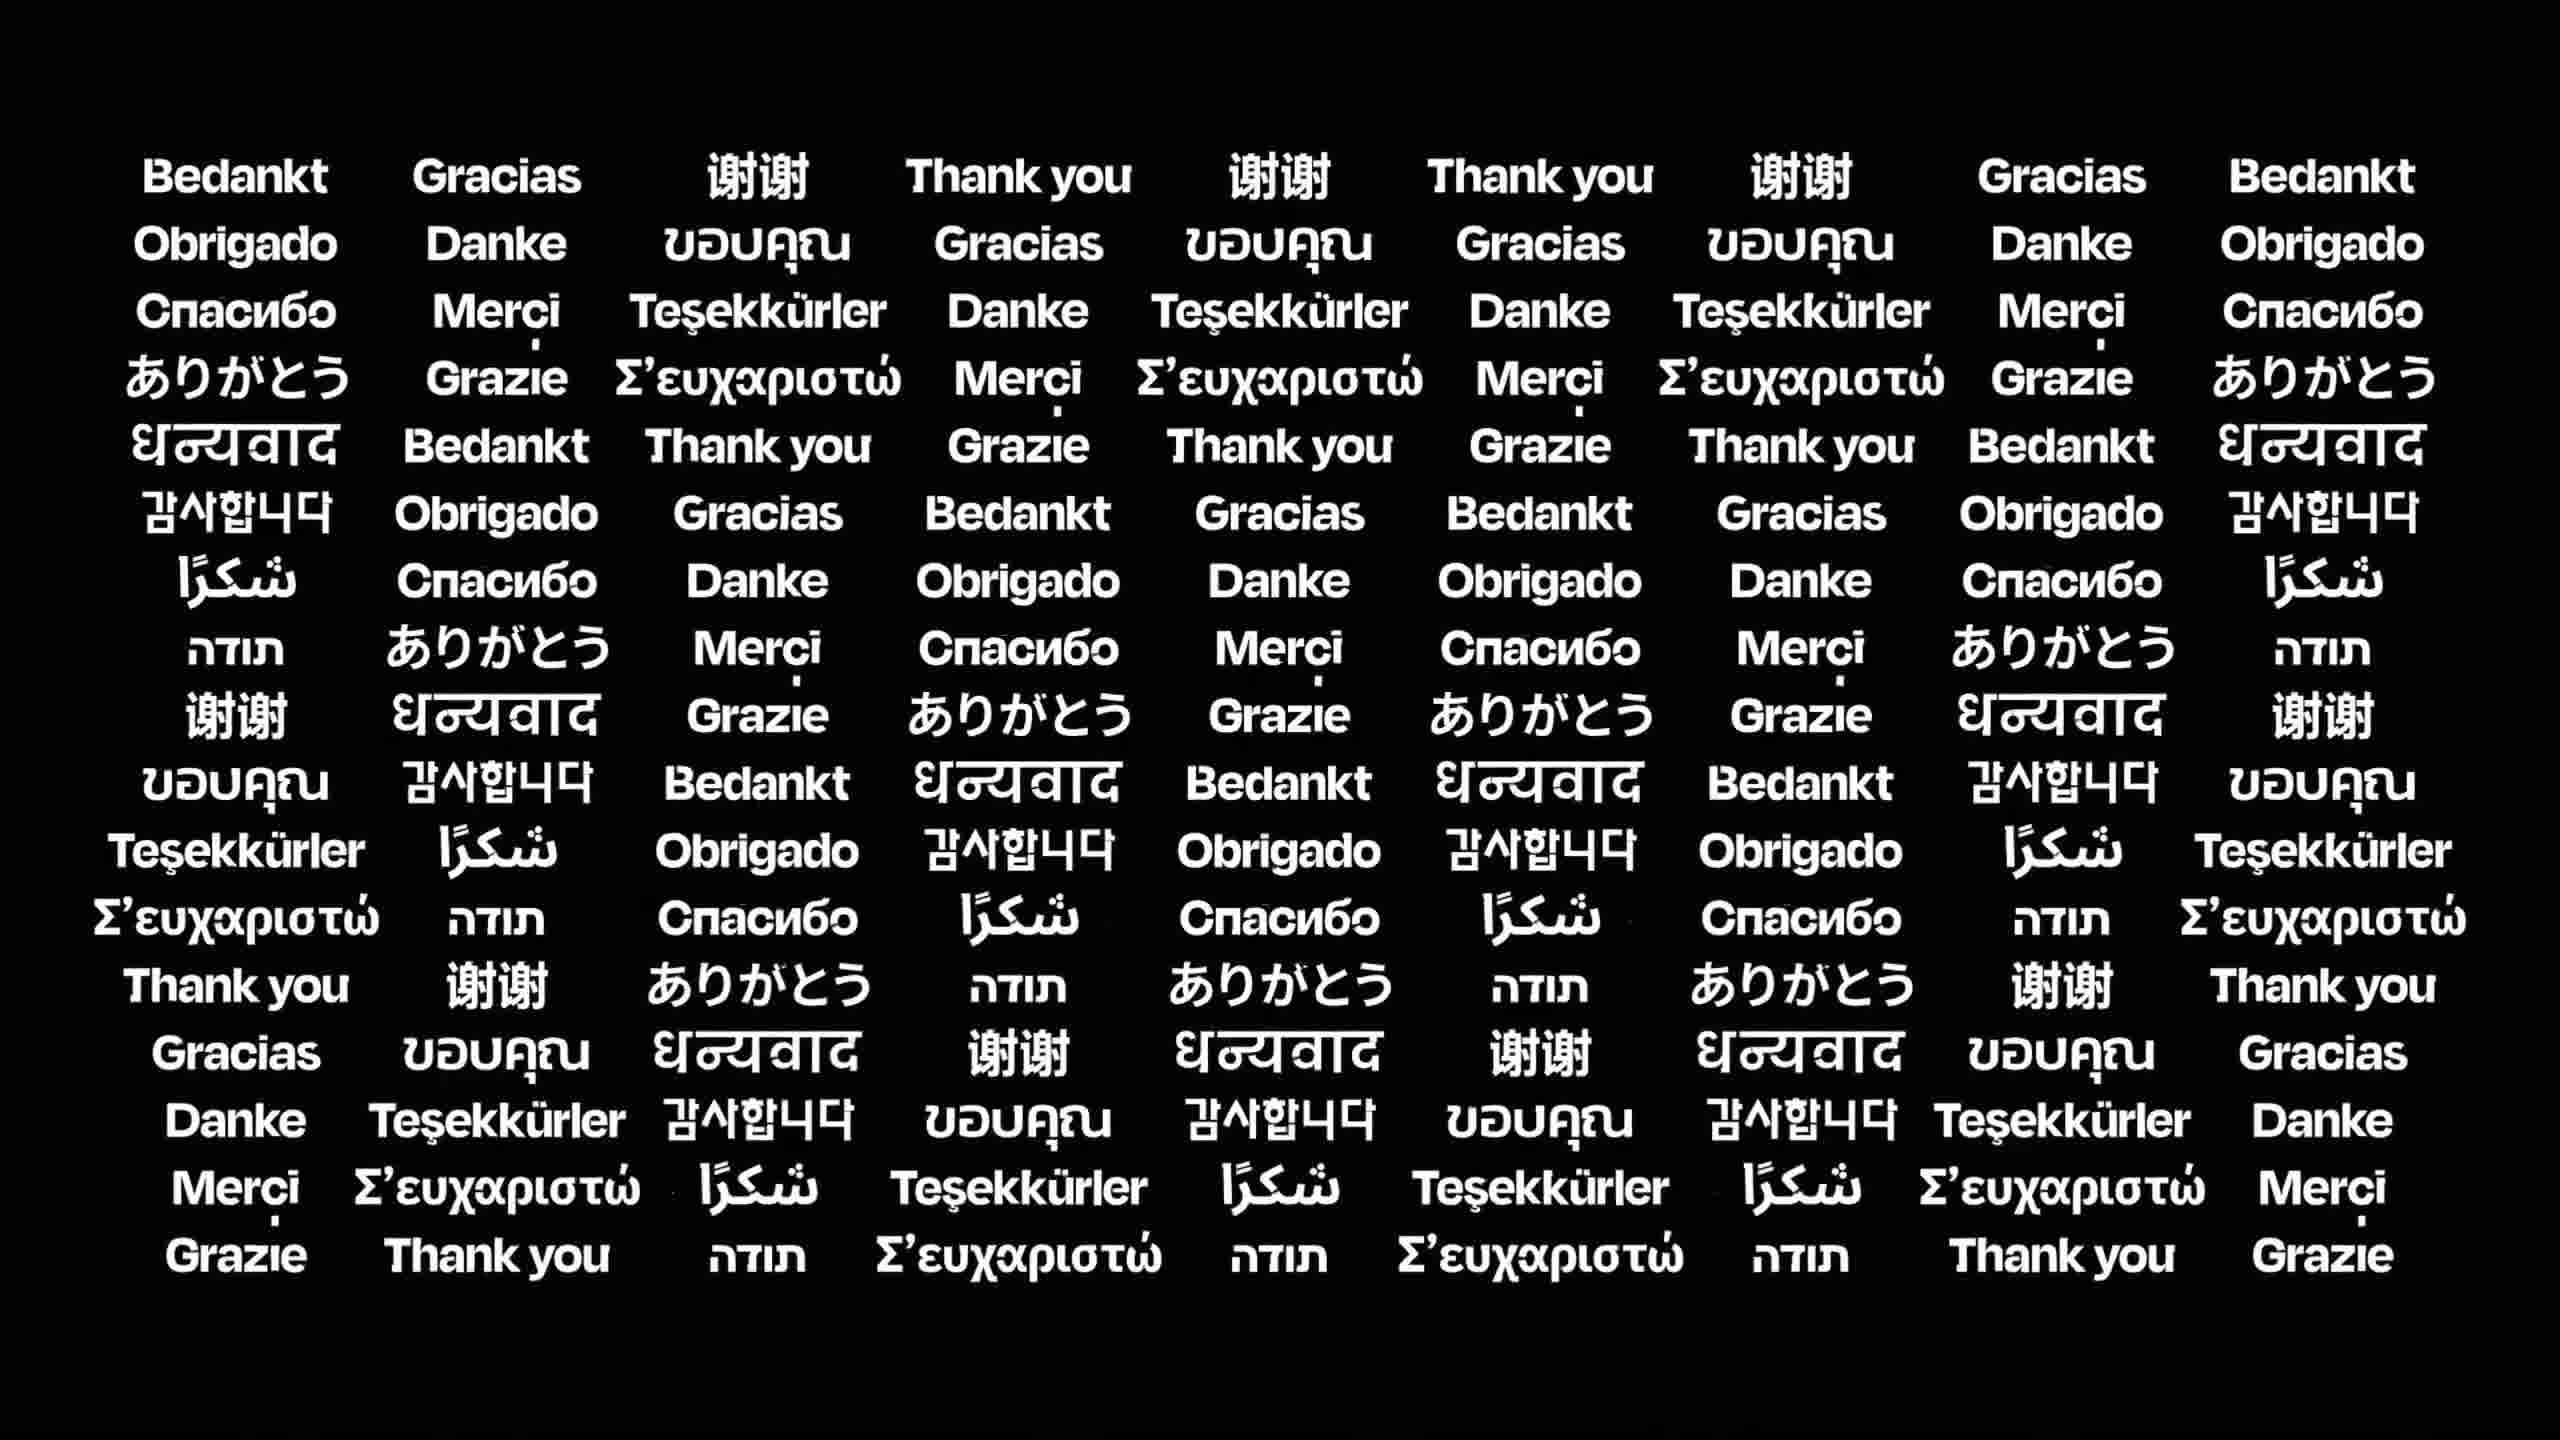 Bedankt Gracias 谢谢 Thank you 谢谢 Thank you 谢谢 Gracias Bedankt
Obrigado Danke ขอบคุณ Gracias ขอบคุณ Gracias ขอบคุณ Danke Obrigado
Спасибо Merci Teşekkürler Danke Teşekkürler Danke Teşekkürler Merci Спасибо
ありがとう Grazie Σ’ευχαριστώ Merci Σ’ευχαριστώ Merci Σ’ευχαριστώ Grazie ありがとう
धन्यवाद Bedankt Thank you Grazie Thank you Grazie Thank you Bedankt धन्यवाद
감사합니다 Obrigado Gracias Bedankt Gracias Bedankt Gracias Obrigado 감사합니다
شكرًا Спасибо Danke Obrigado Danke Obrigado Danke Спасибо شكرًا
תודה ありがとう Merci Спасибо Merci Спасибо Merci ありがとう תודה
谢谢 धन्यवाद Grazie ありがとう Grazie ありがとう Grazie धन्यवाद 谢谢
ขอบคุณ 감사합니다 Bedankt धन्यवाद Bedankt धन्यवाद Bedankt 감사합니다 ขอบคุณ
Teşekkürler شكرًا Obrigado 감사합니다 Obrigado 감사합니다 Obrigado شكرًا Teşekkürler
Σ’ευχαριστώ תודה Спасибо شكرًا Спасибо شكرًا Спасибо תודה Σ’ευχαριστώ
Thank you 谢谢 ありがとう תודה ありがとう תודה ありがとう 谢谢 Thank you
Gracias ขอบคุณ धन्यवाद 谢谢 धन्यवाद 谢谢 धन्यवाद ขอบคุณ Gracias
Danke Teşekkürler 감사합니다 ขอบคุณ 감사합니다 ขอบคุณ 감사합니다 Teşekkürler Danke
Merci Σ’ευχαριστώ شكرًا Teşekkürler شكرًا Teşekkürler شكرًا Σ’ευχαριστώ Merci
Grazie Thank you תודה Σ’ευχαριστώ תודה Σ’ευχαριστώ תודה Thank you Grazie